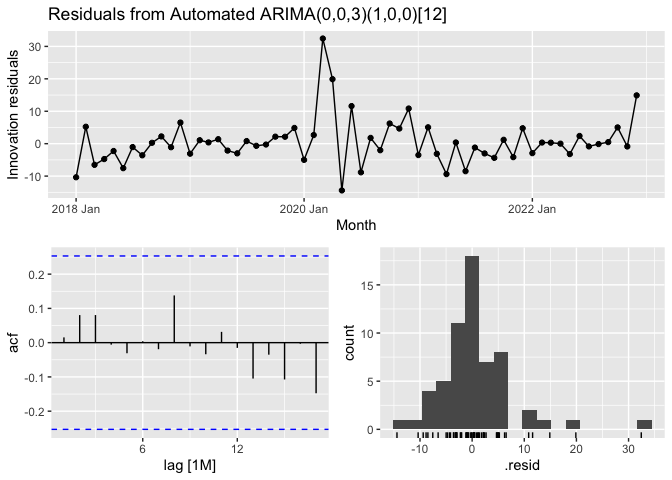 Residuals from Automated ARIMA(0,0,3)(1,0,0)[12]
Innovation residuals
30
20
10
0
-10
2018 Jan
2020 Jan
2022 Jan
Month
acf
0.2
0.1
0.0
-0.1
-0.2
6
12
lag [1M]
count
15
10
5
0
-10
0
10
20
30
.resid